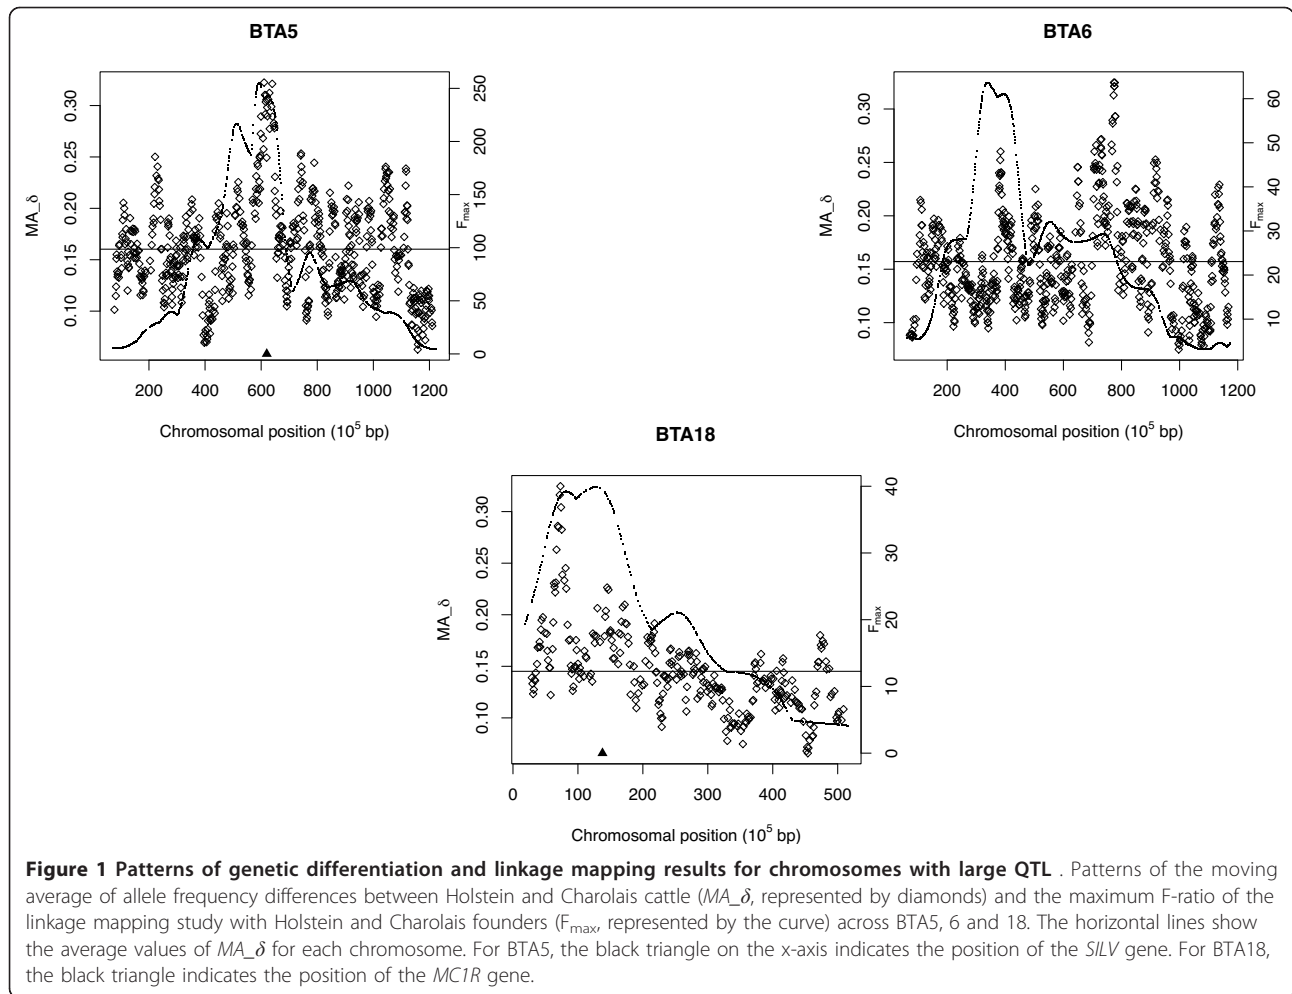 BTA5
BTA6
MA_δ
0.10 0.15 0.20 0.25 0.30
0 50 100 150 200 250
Fmax
200 400 600 800 1000 1200
Chromosomal position (10⁵ bp)
MA_δ
0.10 0.15 0.20 0.25 0.30
10 20 30 40 50 60
Fmax
200 400 600 800 1000 1200
Chromosomal position (10⁵ bp)
BTA18
MA_δ
0.10 0.15 0.20 0.25 0.30
0 10 20 30 40
Fmax
0 100 200 300 400 500
Chromosomal position (10⁵ bp)
Figure 1 Patterns of genetic differentiation and linkage mapping results for chromosomes with large QTL . Patterns of the moving
average of allele frequency differences between Holstein and Charolais cattle (MA_δ, represented by diamonds) and the maximum F-ratio of the
linkage mapping study with Holstein and Charolais founders (Fmax, represented by the curve) across BTA5, 6 and 18. The horizontal lines show
the average values of MA_δ for each chromosome. For BTA5, the black triangle on the x-axis indicates the position of the SILV gene. For BTA18,
the black triangle indicates the position of the MC1R gene.